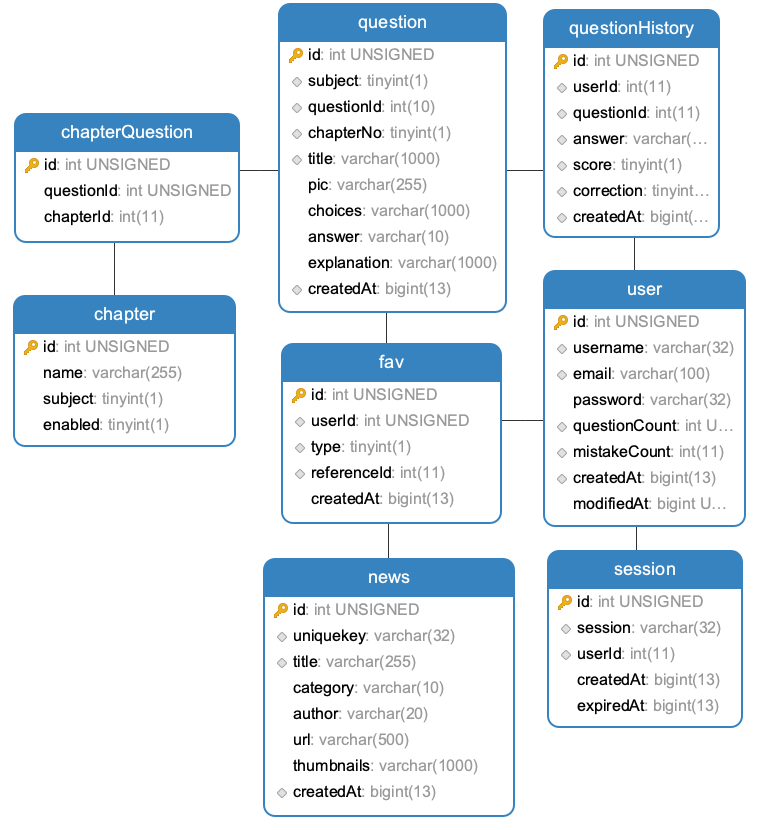 question
id: int UNSIGNED
subject: tinyint(1)
questionId: int(10)
chapterNo: tinyint(1)
title: varchar(1000)
pic: varchar(255)
choices: varchar(1000)
answer: varchar(10)
explanation: varchar(1000)
createdAt: bigint(13)
questionHistory
id: int UNSIGNED
userId: int(11)
questionId: int(11)
answer: varchar(...
score: tinyint(1)
correction: tinyint...
createdAt: bigint(...
chapterQuestion
id: int UNSIGNED
questionId: int UNSIGNED
chapterId: int(11)
chapter
id: int UNSIGNED
name: varchar(255)
subject: tinyint(1)
enabled: tinyint(1)
fav
id: int UNSIGNED
userId: int UNSIGNED
type: tinyint(1)
referenceId: int(11)
createdAt: bigint(13)
user
id: int UNSIGNED
username: varchar(32)
email: varchar(100)
password: varchar(32)
questionCount: int U...
mistakeCount: int(11)
createdAt: bigint(13)
modifiedAt: bigint U...
news
id: int UNSIGNED
uniquekey: varchar(32)
title: varchar(255)
category: varchar(10)
author: varchar(20)
url: varchar(500)
thumbnails: varchar(1000)
createdAt: bigint(13)
session
id: int UNSIGNED
session: varchar(32)
userId: int(11)
createdAt: bigint(13)
expiredAt: bigint(13)